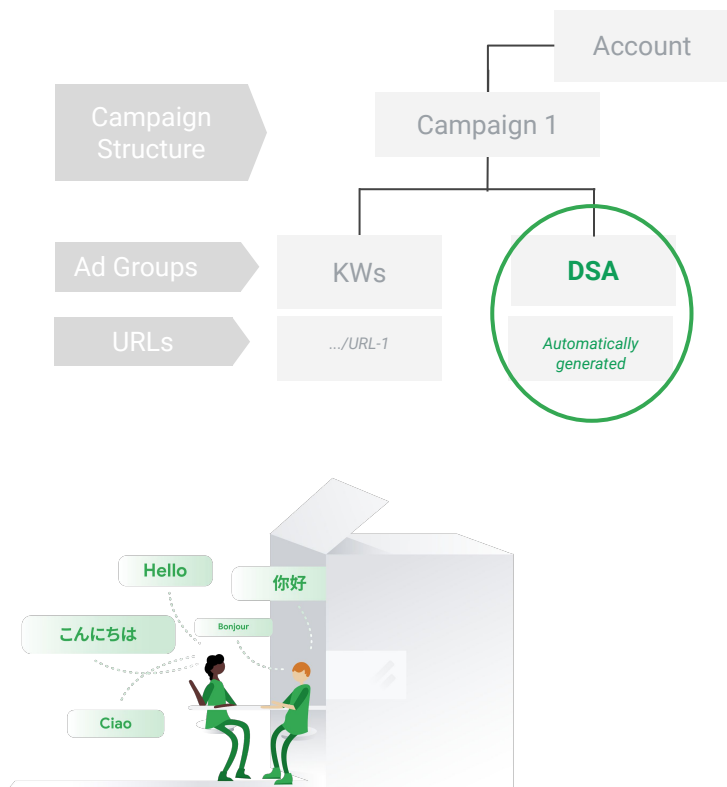 Account
Campaign
Structure
Campaign 1
Ad Groups
KWs
DSA
URLs
.../URL-1
Automatically
generated
Hello
你好
こんにちは
Bonjour
Ciao